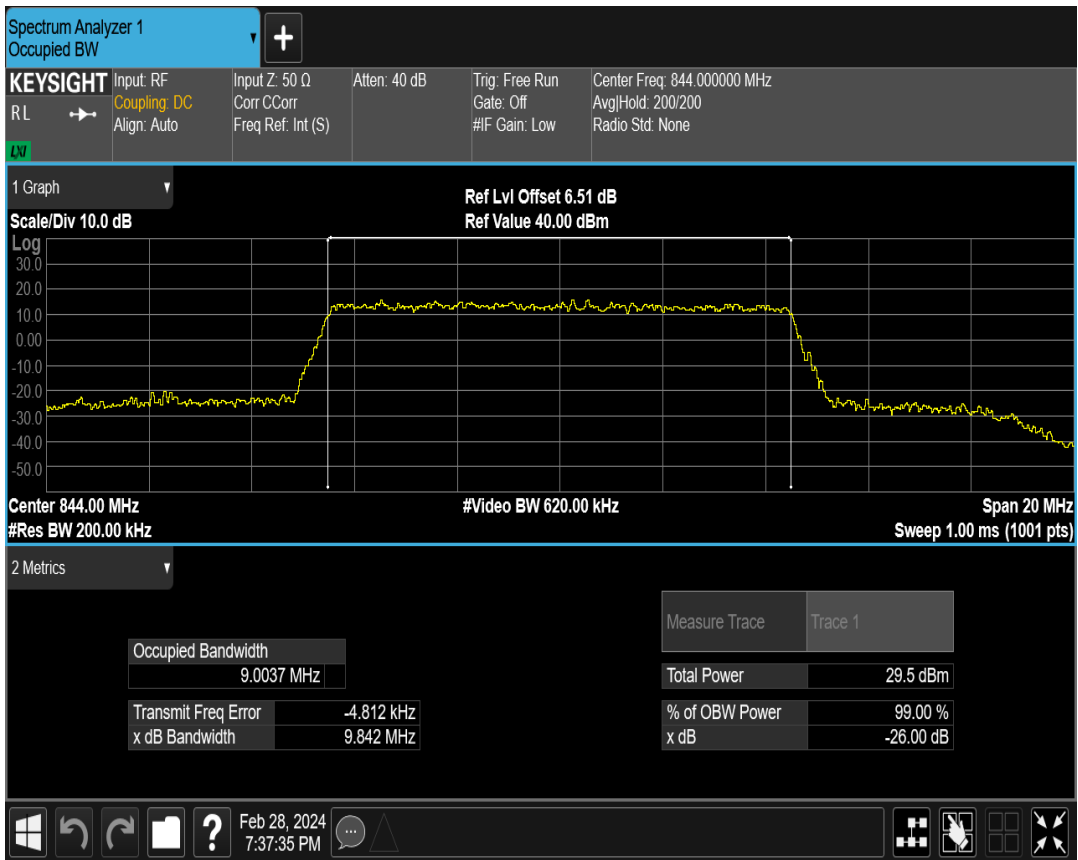 Spectrum Analyzer 1
Occupied BW
+
KEYSIGHT
RL
LXI
Input: RF
Coupling: DC
Align: Auto
Input Z: 50 Ω
Corr CCorr
Freq Ref: Int (S)
Atten: 40 dB
Trig: Free Run
Gate: Off
#IF Gain: Low
Center Freq: 844.000000 MHz
Avg|Hold: 200/200
Radio Std: None
1 Graph
Ref Lvl Offset 6.51 dB
Scale/Div 10.0 dB
Ref Value 40.00 dBm
Log
30.0
20.0
10.0
0.00
-10.0
-20.0
-30.0
-40.0
-50.0
Center 844.00 MHz
#Video BW 620.00 kHz
Span 20 MHz
#Res BW 200.00 kHz
Sweep 1.00 ms (1001 pts)
2 Metrics
Measure Trace Trace 1
Occupied Bandwidth
9.0037 MHz
Total Power 29.5 dBm
Transmit Freq Error -4.812 kHz
% of OBW Power 99.00 %
x dB Bandwidth 9.842 MHz
x dB -26.00 dB
?
Feb 28, 2024
7:37:35 PM